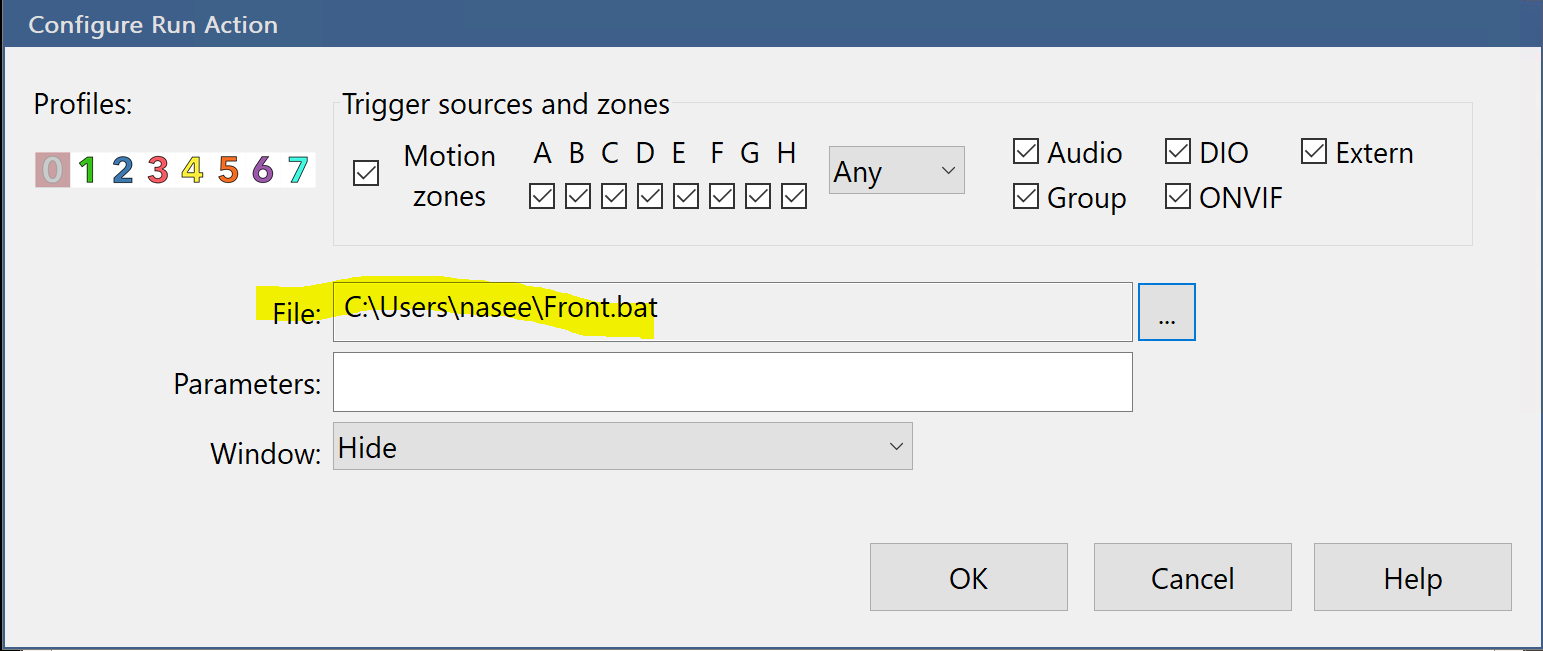 Configure Run Action
Profiles:
0 1 2 3 4 5 6 7
Trigger sources and zones
Motion zones
A B C D E F G H
Any
Audio
DIO
Extern
Group
ONVIF
File:
C:\Users\nasee\Front.bat
...
Parameters:
Window:
Hide
OK
Cancel
Help